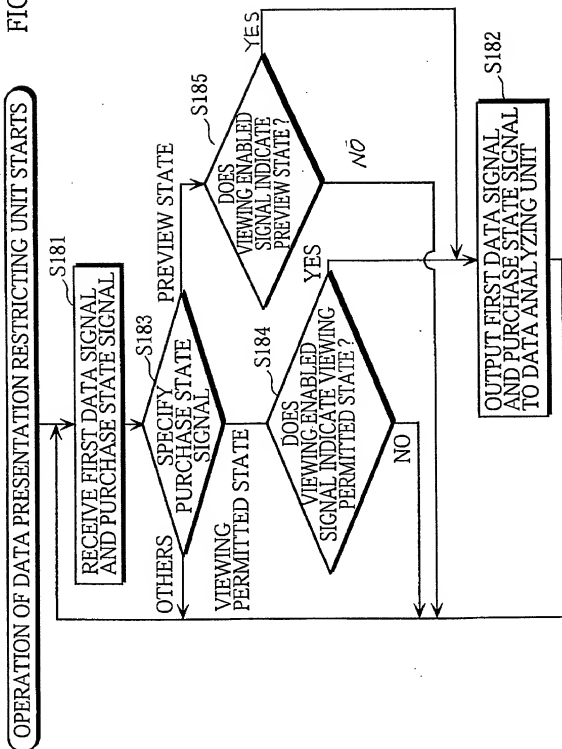 FIG
OPERATION OF DATA PRESENTATION RESTRICTING UNIT STARTS
S181
RECEIVE FIRST DATA SIGNAL
AND PURCHASE STATE SIGNAL
S183
SPECIFY
PURCHASE STATE
SIGNAL
OTHERS
VIEWING
PERMITTED STATE
PREVIEW STATE
S185
DOES
VIEWING ENABLED
SIGNAL INDICATE
PREVIEW STATE?
YES
NO
S184
DOES
VIEWING-ENABLED
SIGNAL INDICATE VIEWING
PERMITTED STATE?
YES
NO
S182
OUTPUT FIRST DATA SIGNAL
AND PURCHASE STATE SIGNAL
TO DATA ANALYZING UNIT